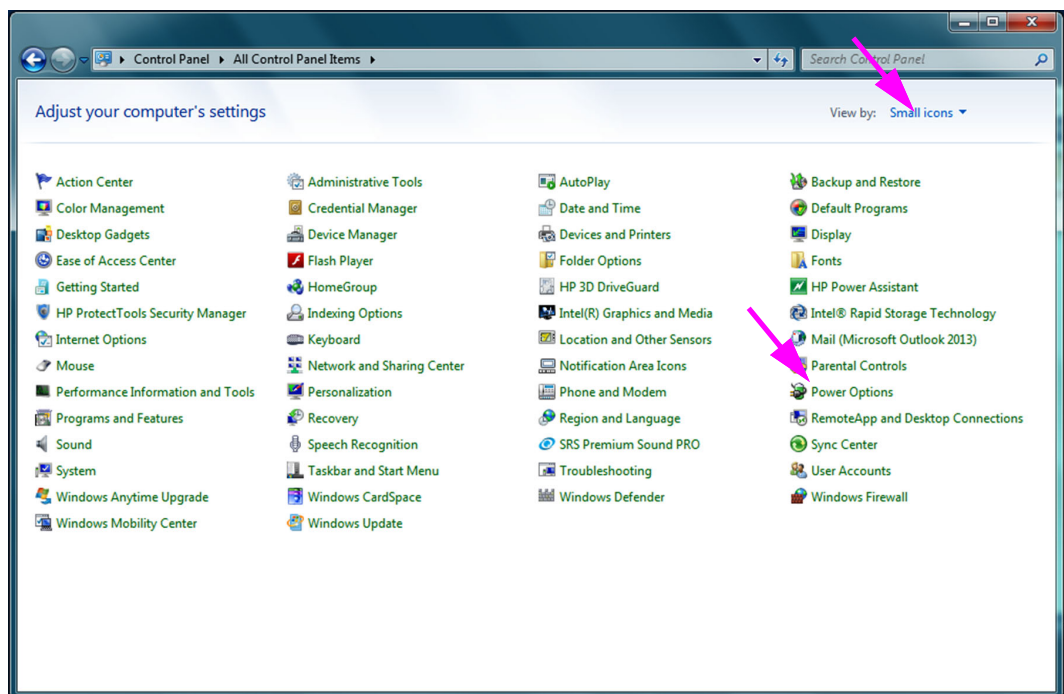 Control Panel All Control Panel Items Search Control Panel
Adjust your computer's settings View by: Small icons
Action Center Administrative Tools AutoPlay Backup and Restore
Color Management Credential Manager Date and Time Default Programs
Desktop Gadgets Device Manager Devices and Printers Display
Ease of Access Center Flash Player Folder Options Fonts
Getting Started HomeGroup HP 3D DriveGuard HP Power Assistant
HP ProtectTools Security Manager Indexing Options Intel(R) Graphics and Media Intel® Rapid Storage Technology
Internet Options Keyboard Location and Other Sensors Mail (Microsoft Outlook 2013)
Mouse Network and Sharing Center Notification Area Icons Parental Controls
Performance Information and Tools Personalization Phone and Modem Power Options
Programs and Features Recovery Region and Language RemoteApp and Desktop Connections
Sound Speech Recognition SRS Premium Sound PRO Sync Center
System Taskbar and Start Menu Troubleshooting User Accounts
Windows Anytime Upgrade Windows CardSpace Windows Defender Windows Firewall
Windows Mobility Center Windows Update